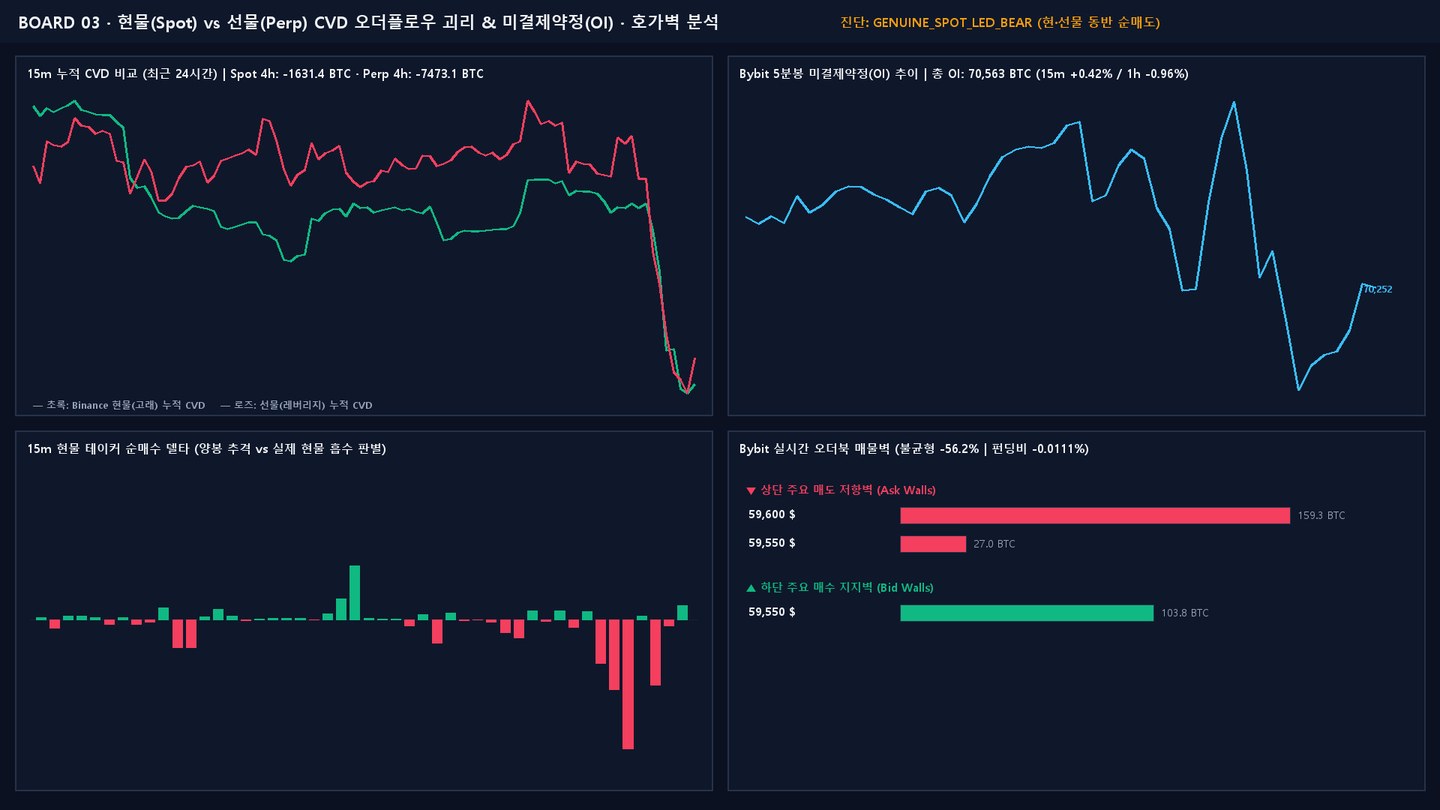 BOARD 03 · 현물(Spot) vs 선물(Perp) CVD 오더플로우 괴리 & 미결제약정(OI) · 호가벽 분석
진단: GENUINE_SPOT_LED_BEAR (현·선물 동반 순매도)
15m 누적 CVD 비교 (최근 24시간) | Spot 4h: -1631.4 BTC · Perp 4h: -7473.1 BTC
— 초록: Binance 현물(고래) 누적 CVD — 로즈: 선물(레버리지) 누적 CVD
Bybit 5분봉 미결제약정(OI) 추이 | 총 OI: 70,563 BTC (15m +0.42% / 1h -0.96%)
70,252
15m 현물 테이커 순매수 델타 (양봉 추격 vs 실제 현물 흡수 판별)
Bybit 실시간 오더북 매물벽 (불균형 -56.2% | 펀딩비 -0.0111%)
▼ 상단 주요 매도 저항벽 (Ask Walls)
59,600 $ 159.3 BTC
59,550 $ 27.0 BTC
▲ 하단 주요 매수 지지벽 (Bid Walls)
59,550 $ 103.8 BTC